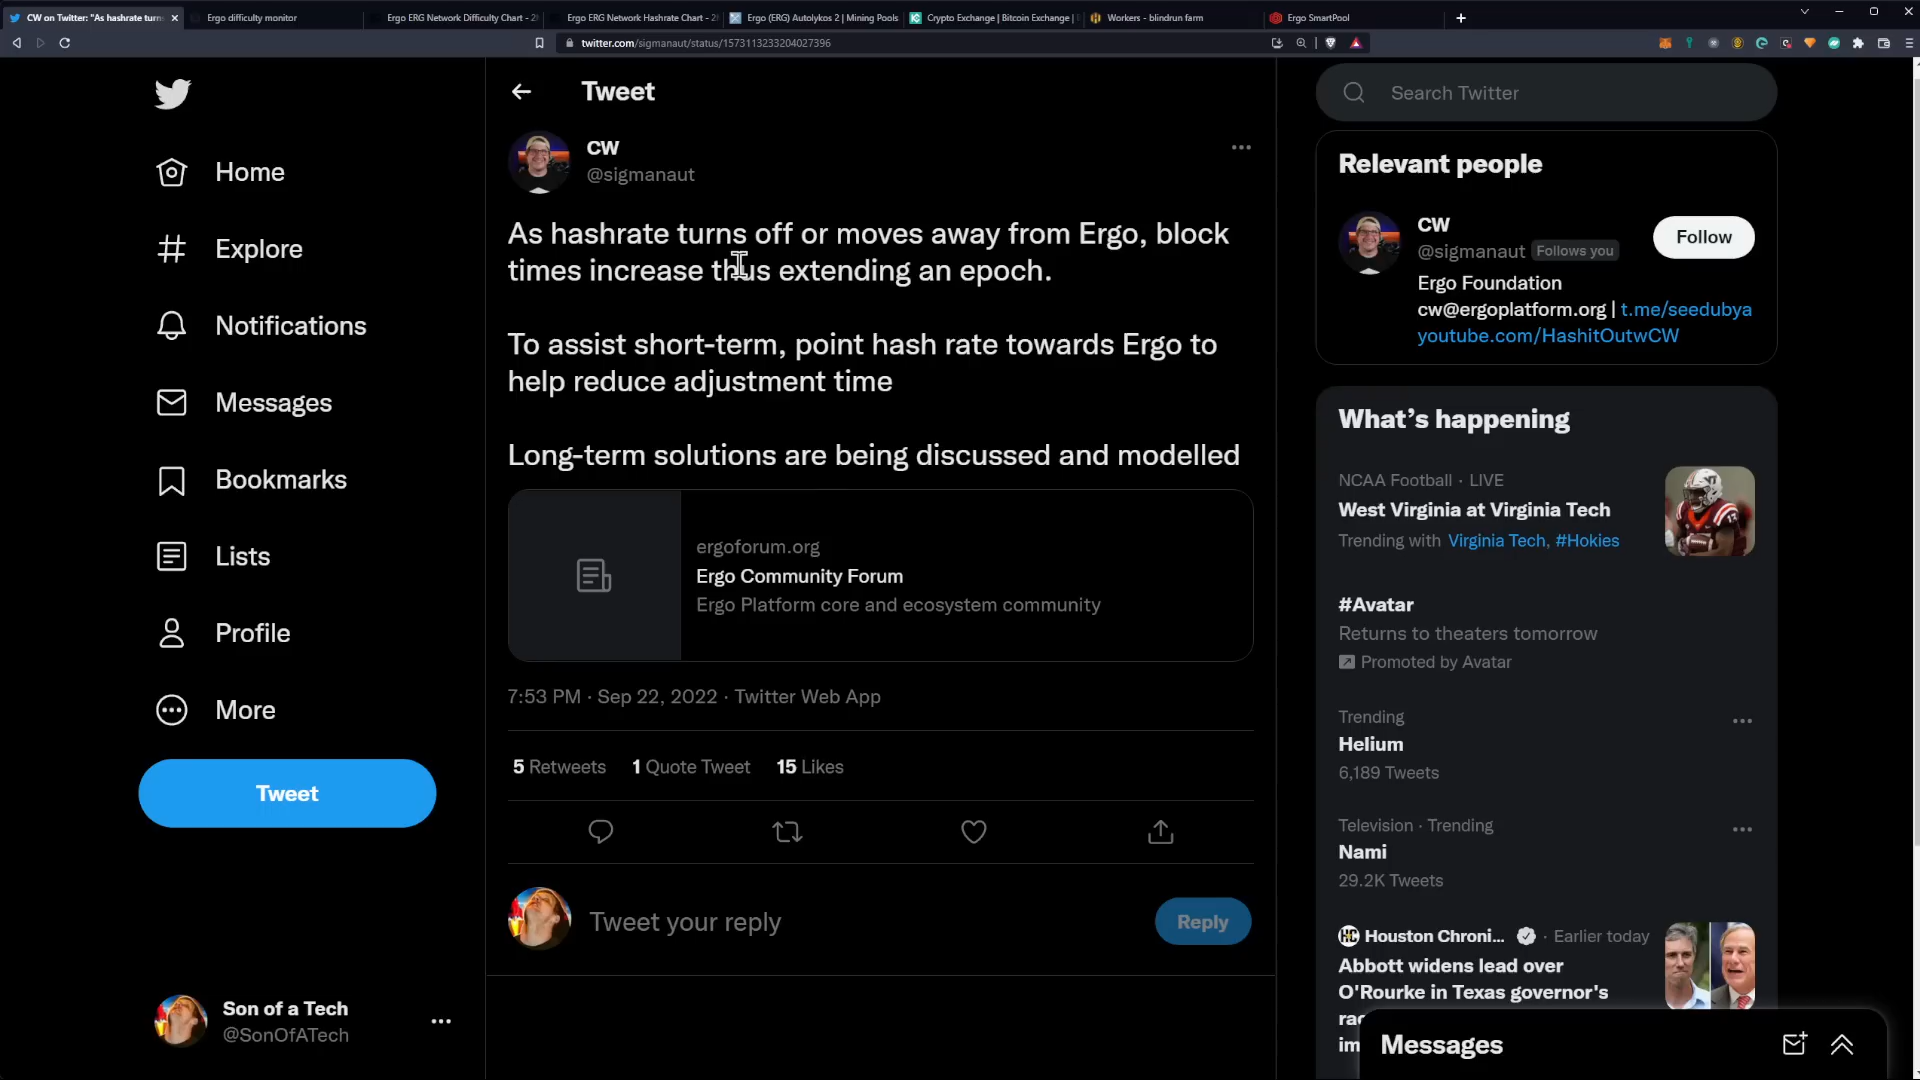 CW on Twitter: "As hashrate turn
Ergo difficulty monitor
Ergo ERG Network Difficulty Chart - 2
Ergo ERG Network Hashrate Chart - 2
Ergo (ERG) Autolykos 2 | Mining Pools
Crypto Exchange | Bitcoin Exchange |
Workers - blindrun farm
Ergo SmartPool
twitter.com/sigmanaut/status/1573113233204027396
Home
Explore
Notifications
Messages
Bookmarks
Lists
Profile
More
Tweet
Son of a Tech
@SonOfATech
Tweet
CW
@sigmanaut
As hashrate turns off or moves away from Ergo, block
times increase thus extending an epoch.
To assist short-term, point hash rate towards Ergo to
help reduce adjustment time
Long-term solutions are being discussed and modelled
ergoforum.org
Ergo Community Forum
Ergo Platform core and ecosystem community
7:53 PM · Sep 22, 2022 · Twitter Web App
5 Retweets 1 Quote Tweet 15 Likes
Tweet your reply
Reply
Search Twitter
Relevant people
CW
@sigmanaut Follows you
Follow
Ergo Foundation
cw@ergoplatform.org | t.me/seedubya
youtube.com/HashitOutwCW
What's happening
NCAA Football · LIVE
West Virginia at Virginia Tech
Trending with Virginia Tech, #Hokies
#Avatar
Returns to theaters tomorrow
Promoted by Avatar
Trending
Helium
6,189 Tweets
Television · Trending
Nami
29.2K Tweets
Houston Chroni... · Earlier today
Abbott widens lead over
O'Rourke in Texas governor's
Messages